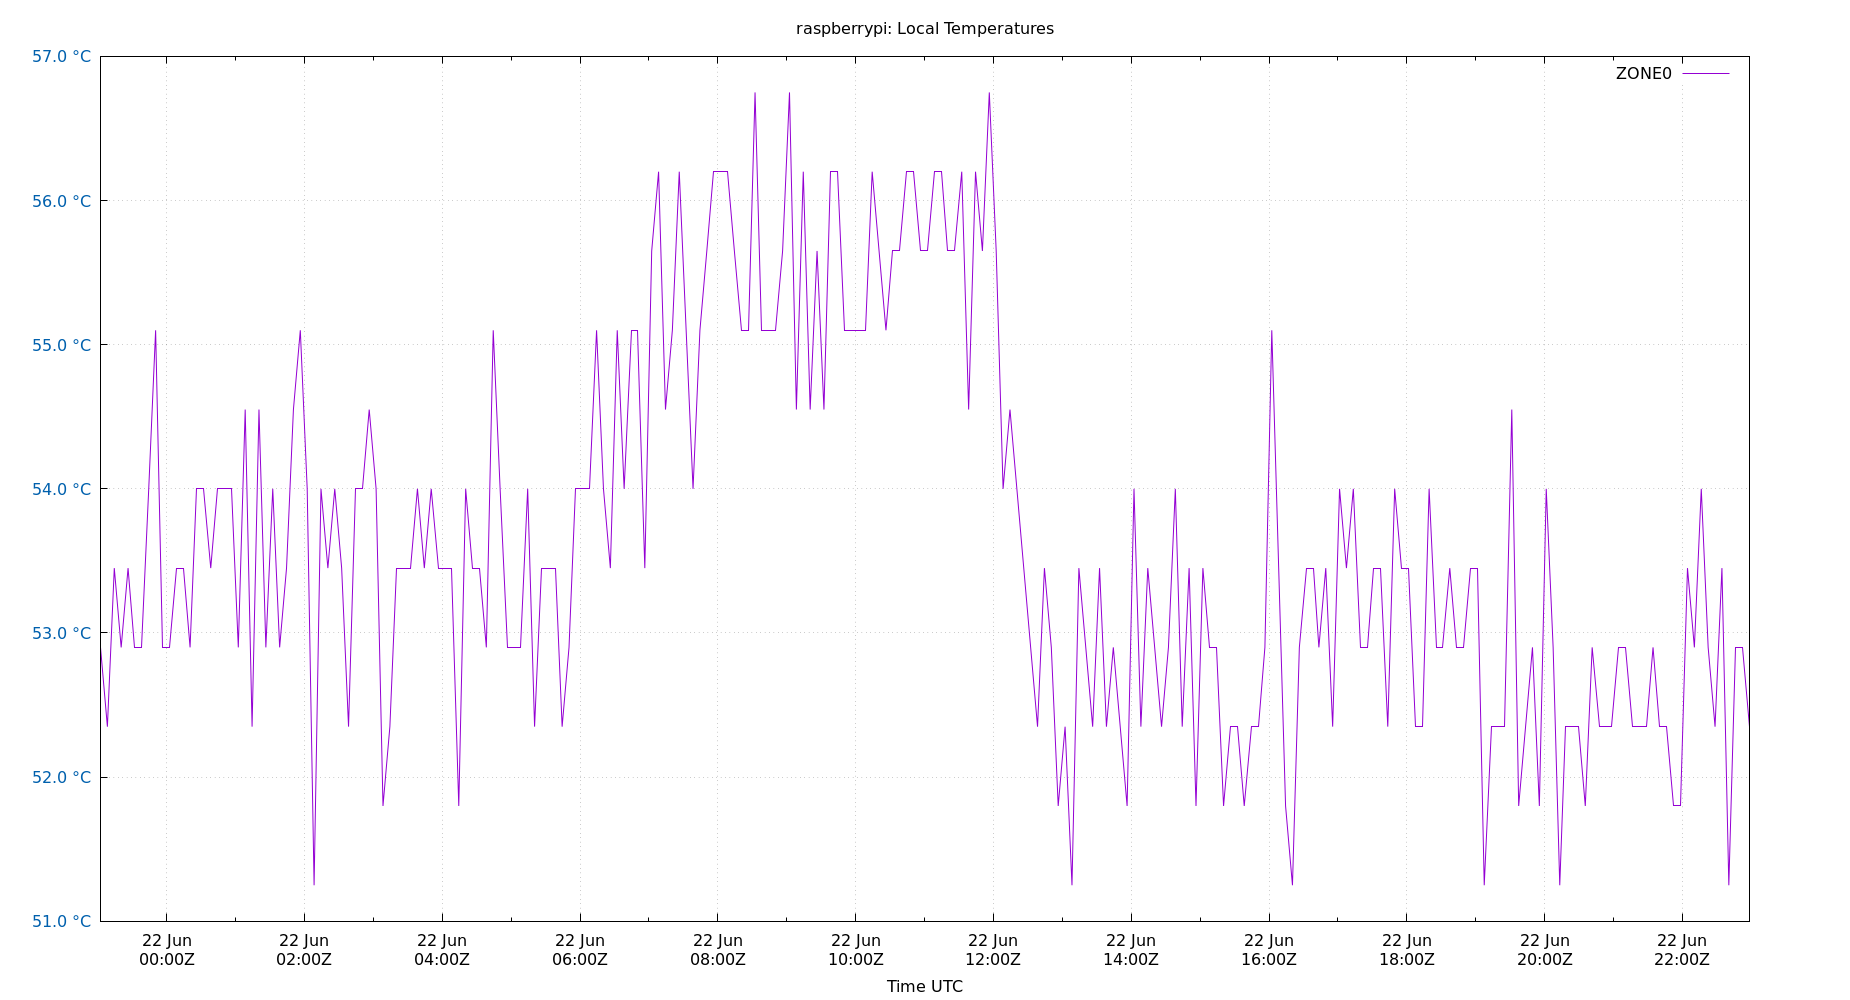 raspberrypi: Local Temperatures
57.0 °C
ZONE0
56.0 °C
55.0 °C
54.0 °C
53.0 °C
52.0 °C
51.0 °C
22 Jun 22 Jun 22 Jun 22 Jun 22 Jun 22 Jun 22 Jun 22 Jun 22 Jun 22 Jun 22 Jun 22 Jun
00:00Z 02:00Z 04:00Z 06:00Z 08:00Z 10:00Z 12:00Z 14:00Z 16:00Z 18:00Z 20:00Z 22:00Z
Time UTC